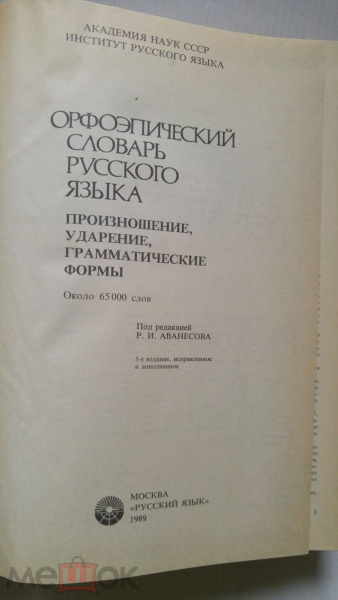 АКАДЕМИЯ НАУК СССР
ИНСТИТУТ РУССКОГО ЯЗЫКА
ОРФОЭПИЧЕСКИЙ
СЛОВАРЬ
РУССКОГО
ЯЗЫКА
ПРОИЗНОШЕНИЕ,
УДАРЕНИЕ,
ГРАММАТИЧЕСКИЕ
ФОРМЫ
Около 65 000 слов
Под редакцией
Р. И. АВАНЕСОВА
5-е издание, исправленное
и дополненное
МОСКВА
«РУССКИЙ ЯЗЫК»
1989
мешок